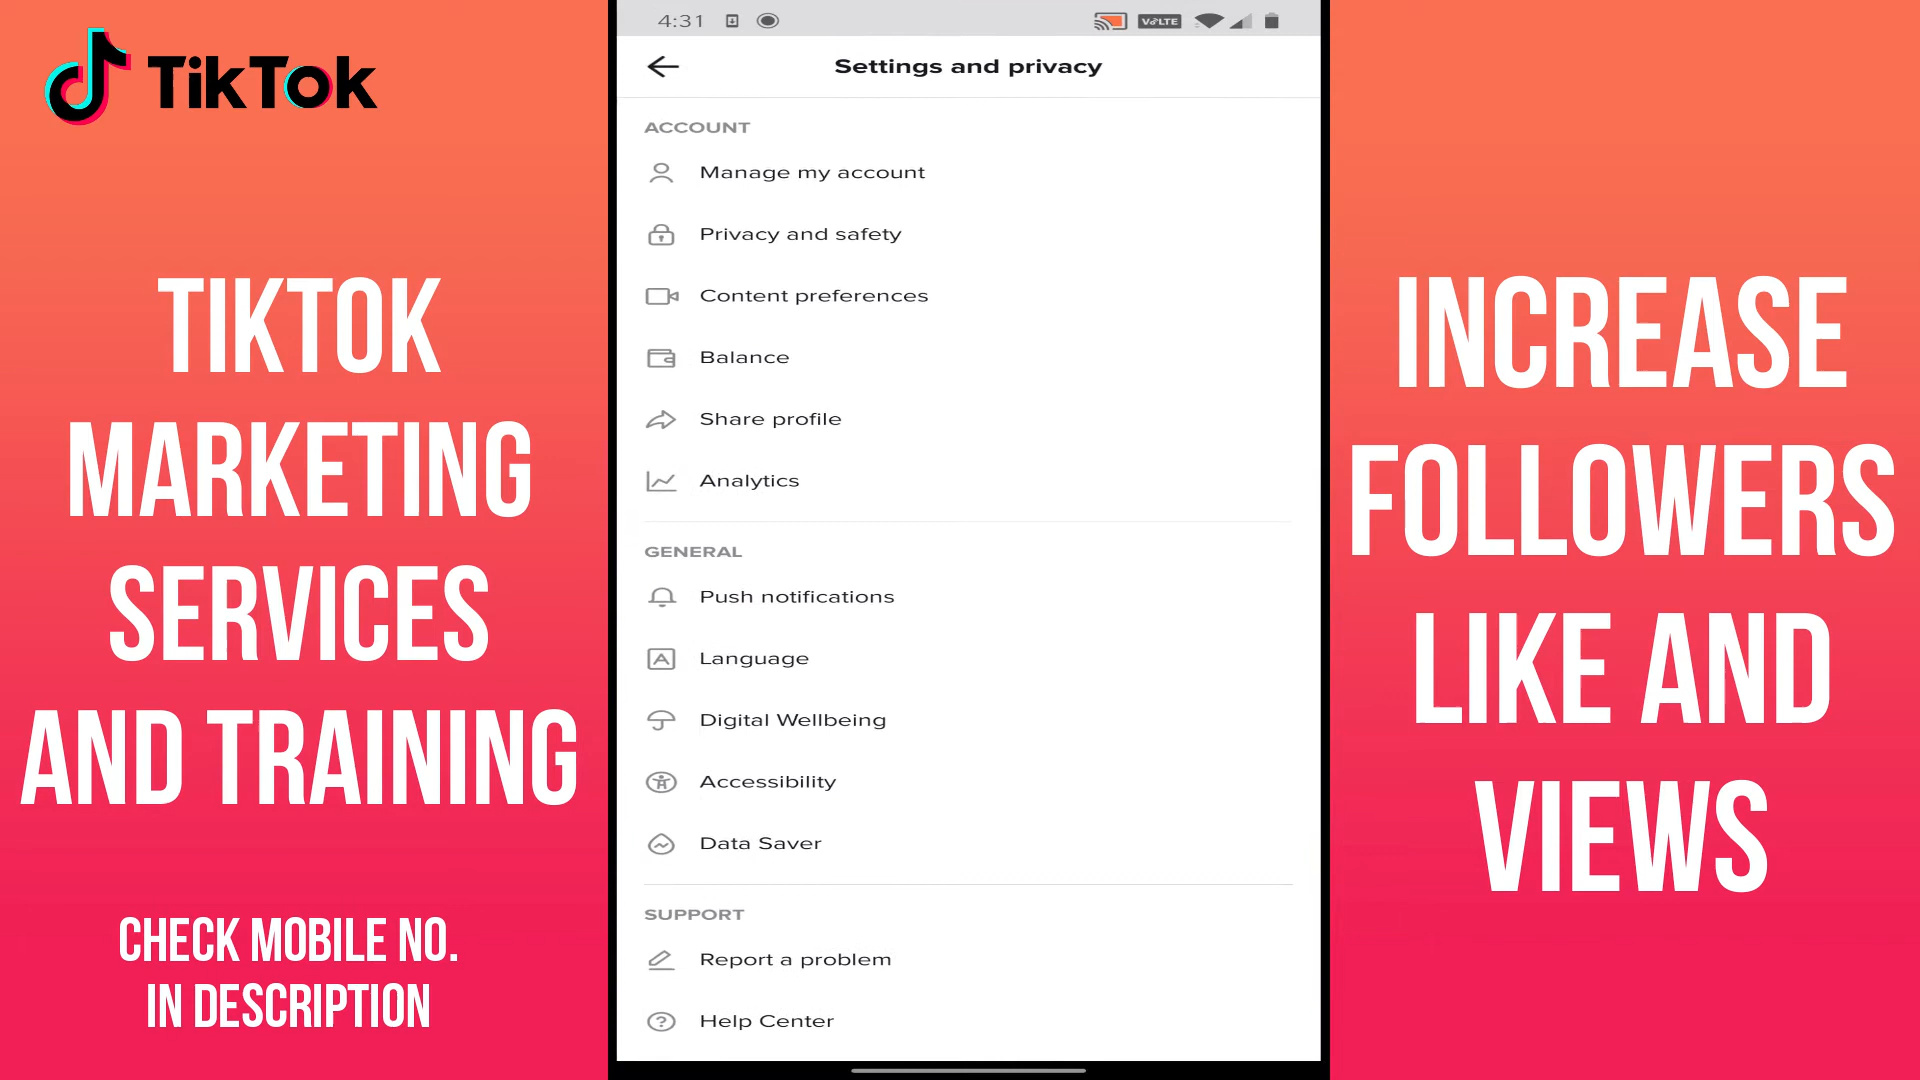 TikTok
TIKTOK
MARKETING
SERVICES
AND TRAINING
CHECK MOBILE NO.
IN DESCRIPTION
4:31
VoLTE
Settings and privacy
ACCOUNT
Manage my account
Privacy and safety
Content preferences
Balance
Share profile
Analytics
GENERAL
Push notifications
Language
Digital Wellbeing
Accessibility
Data Saver
SUPPORT
Report a problem
Help Center
INCREASE
FOLLOWERS
LIKE AND
VIEWS